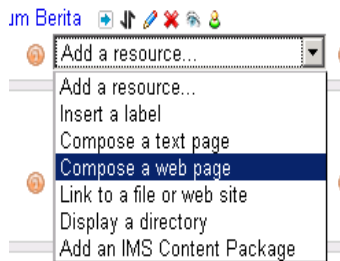 um Berita
Add a resource...
Add a resource...
Insert a label
Compose a text page
Compose a web page
Link to a file or web site
Display a directory
Add an IMS Content Package